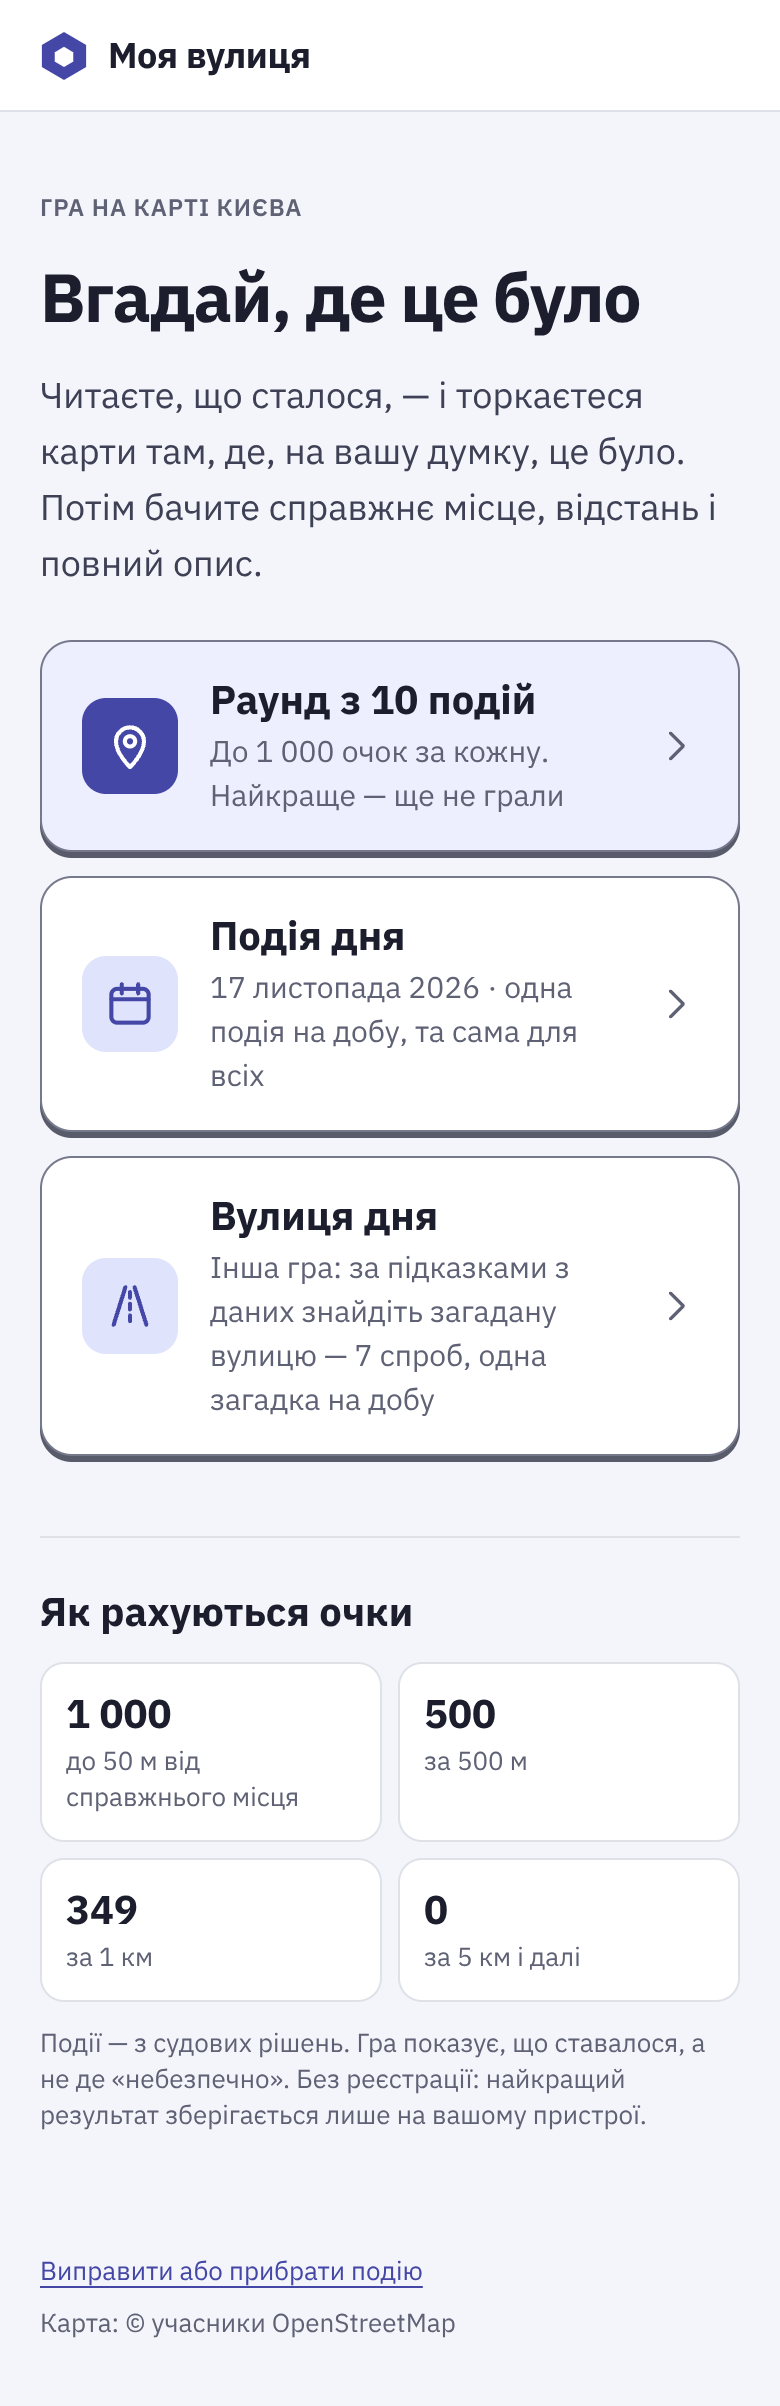 Моя вулиця
ГРА НА КАРТІ КИЄВА
Вгадай, де це було
Читаєте, що сталося, — і торкаєтеся
карти там, де, на вашу думку, це було.
Потім бачите справжнє місце, відстань і
повний опис.
Раунд з 10 подій
До 1 000 очок за кожну.
Найкраще — ще не грали
Подія дня
17 листопада 2026 · одна
подія на добу, та сама для
всіх
Вулиця дня
Інша гра: за підказками з
даних знайдіть загадану
вулицю — 7 спроб, одна
загадка на добу
Як рахуються очки
1 000
до 50 м від
справжнього місця
500
за 500 м
349
за 1 км
0
за 5 км і далі
Події — з судових рішень. Гра показує, що ставалося, а
не де «небезпечно». Без реєстрації: найкращий
результат зберігається лише на вашому пристрої.
Виправити або прибрати подію
Карта: © учасники OpenStreetMap